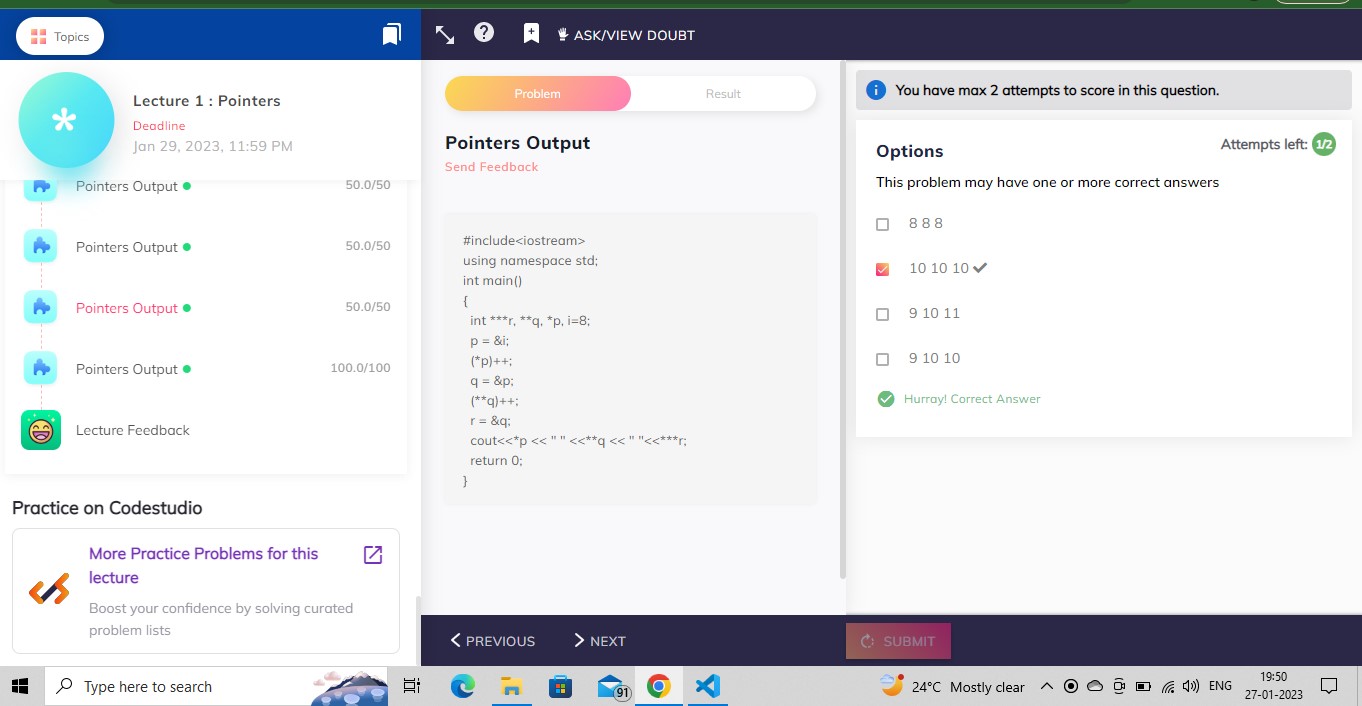 Topics
ASK/VIEW DOUBT
Lecture 1 : Pointers
Deadline
Jan 29, 2023, 11:59 PM
Pointers Output
50.0/50
Pointers Output
50.0/50
Pointers Output
50.0/50
Pointers Output
100.0/100
Lecture Feedback
Practice on Codestudio
More Practice Problems for this
lecture
Boost your confidence by solving curated
problem lists
Problem
Result
Pointers Output
Send Feedback
#include<iostream>
using namespace std;
int main()
{
int ***r, **q, *p, i=8;
p = &i;
(*p)++;
q = &p;
(**q)++;
r = &q;
cout<<*p << " " <<**q << " "<<***r;
return 0;
}
PREVIOUS
NEXT
You have max 2 attempts to score in this question.
Options
Attempts left: 1/2
This problem may have one or more correct answers
8 8 8
10 10 10
9 10 11
9 10 10
Hurray! Correct Answer
SUBMIT
Type here to search
91
24°C Mostly clear
ENG
19:50
27-01-2023